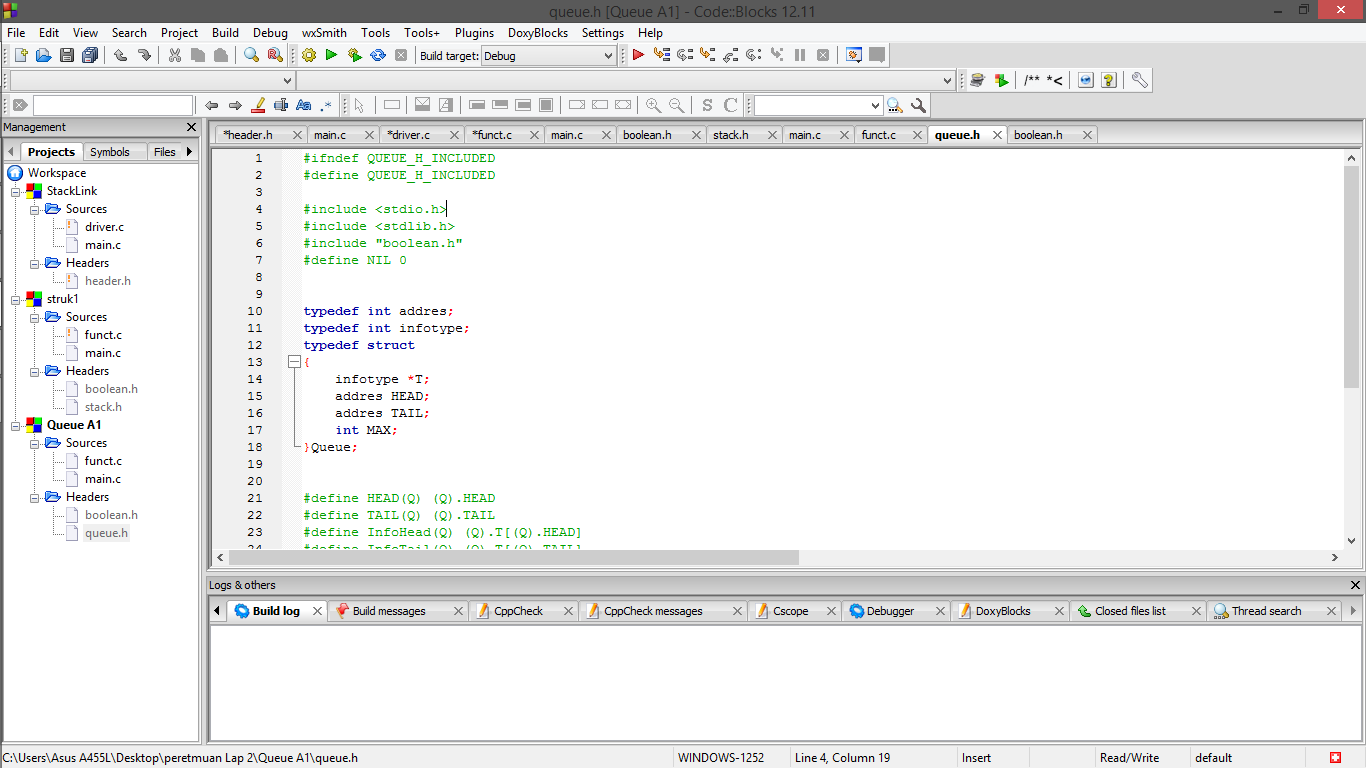 queue.h [Queue A1] - Code::Blocks 12.11
File Edit View Search Project Build Debug wxSmith Tools Tools+ Plugins DoxyBlocks Settings Help
Build target: Debug
/** *<
Aa .*
S C
Management
Projects Symbols Files
Workspace
StackLink
Sources
driver.c
main.c
Headers
header.h
struk1
Sources
funct.c
main.c
Headers
boolean.h
stack.h
Queue A1
Sources
funct.c
main.c
Headers
boolean.h
queue.h
*header.h main.c *driver.c *funct.c main.c boolean.h stack.h main.c funct.c queue.h boolean.h
1 #ifndef QUEUE_H_INCLUDED
2 #define QUEUE_H_INCLUDED
3
4 #include <stdio.h>
5 #include <stdlib.h>
6 #include "boolean.h"
7 #define NIL 0
8
9
10 typedef int addres;
11 typedef int infotype;
12 typedef struct
13 {
14 infotype *T;
15 addres HEAD;
16 addres TAIL;
17 int MAX;
18 }Queue;
19
20
21 #define HEAD(Q) (Q).HEAD
22 #define TAIL(Q) (Q).TAIL
23 #define InfoHead(Q) (Q).T[(Q).HEAD]
24 #define InfoTail(Q) (Q).T[(Q).TAIL]
Logs & others
Build log Build messages CppCheck CppCheck messages Cscope Debugger DoxyBlocks Closed files list Thread search
C:\Users\Asus A455L\Desktop\peretmuan Lap 2\Queue A1\queue.h WINDOWS-1252 Line 4, Column 19 Insert Read/Write default